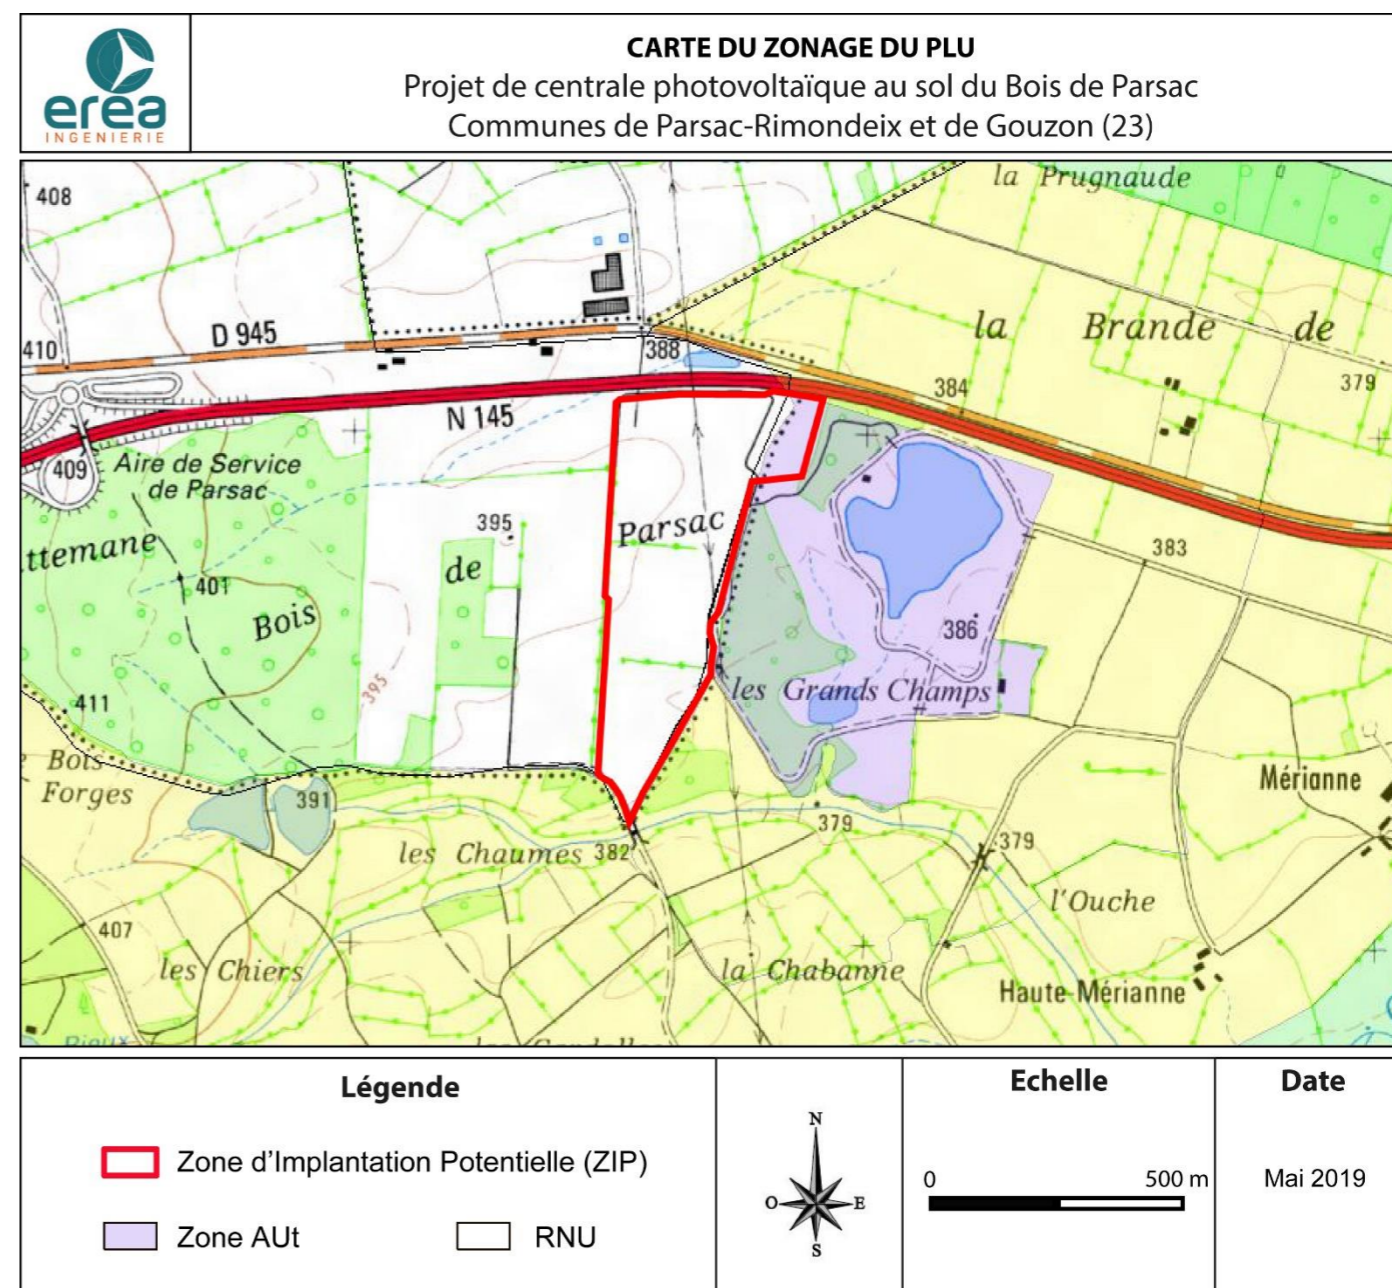 erea
INGENIERIE
CARTE DU ZONAGE DU PLU
Projet de centrale photovoltaïque au sol du Bois de Parsac
Communes de Parsac-Rimondeix et de Gouzon (23)
408
la Prugnaude
D 945
410
388
la Brande de
384
379
N 145
409
Aire de Service
de Parsac
395
Parsac
383
ttemane
de
401
Bois
386
395
les Grands Champs
411
Bois
Forges
391
Mérianne
379
les Chaumes 382
379
l'Ouche
407
les Chiers
la Chabanne
Haute-Mérianne
Légende
Zone d'Implantation Potentielle (ZIP)
Zone AUt
RNU
N
O
E
S
Echelle
0
500 m
Date
Mai 2019